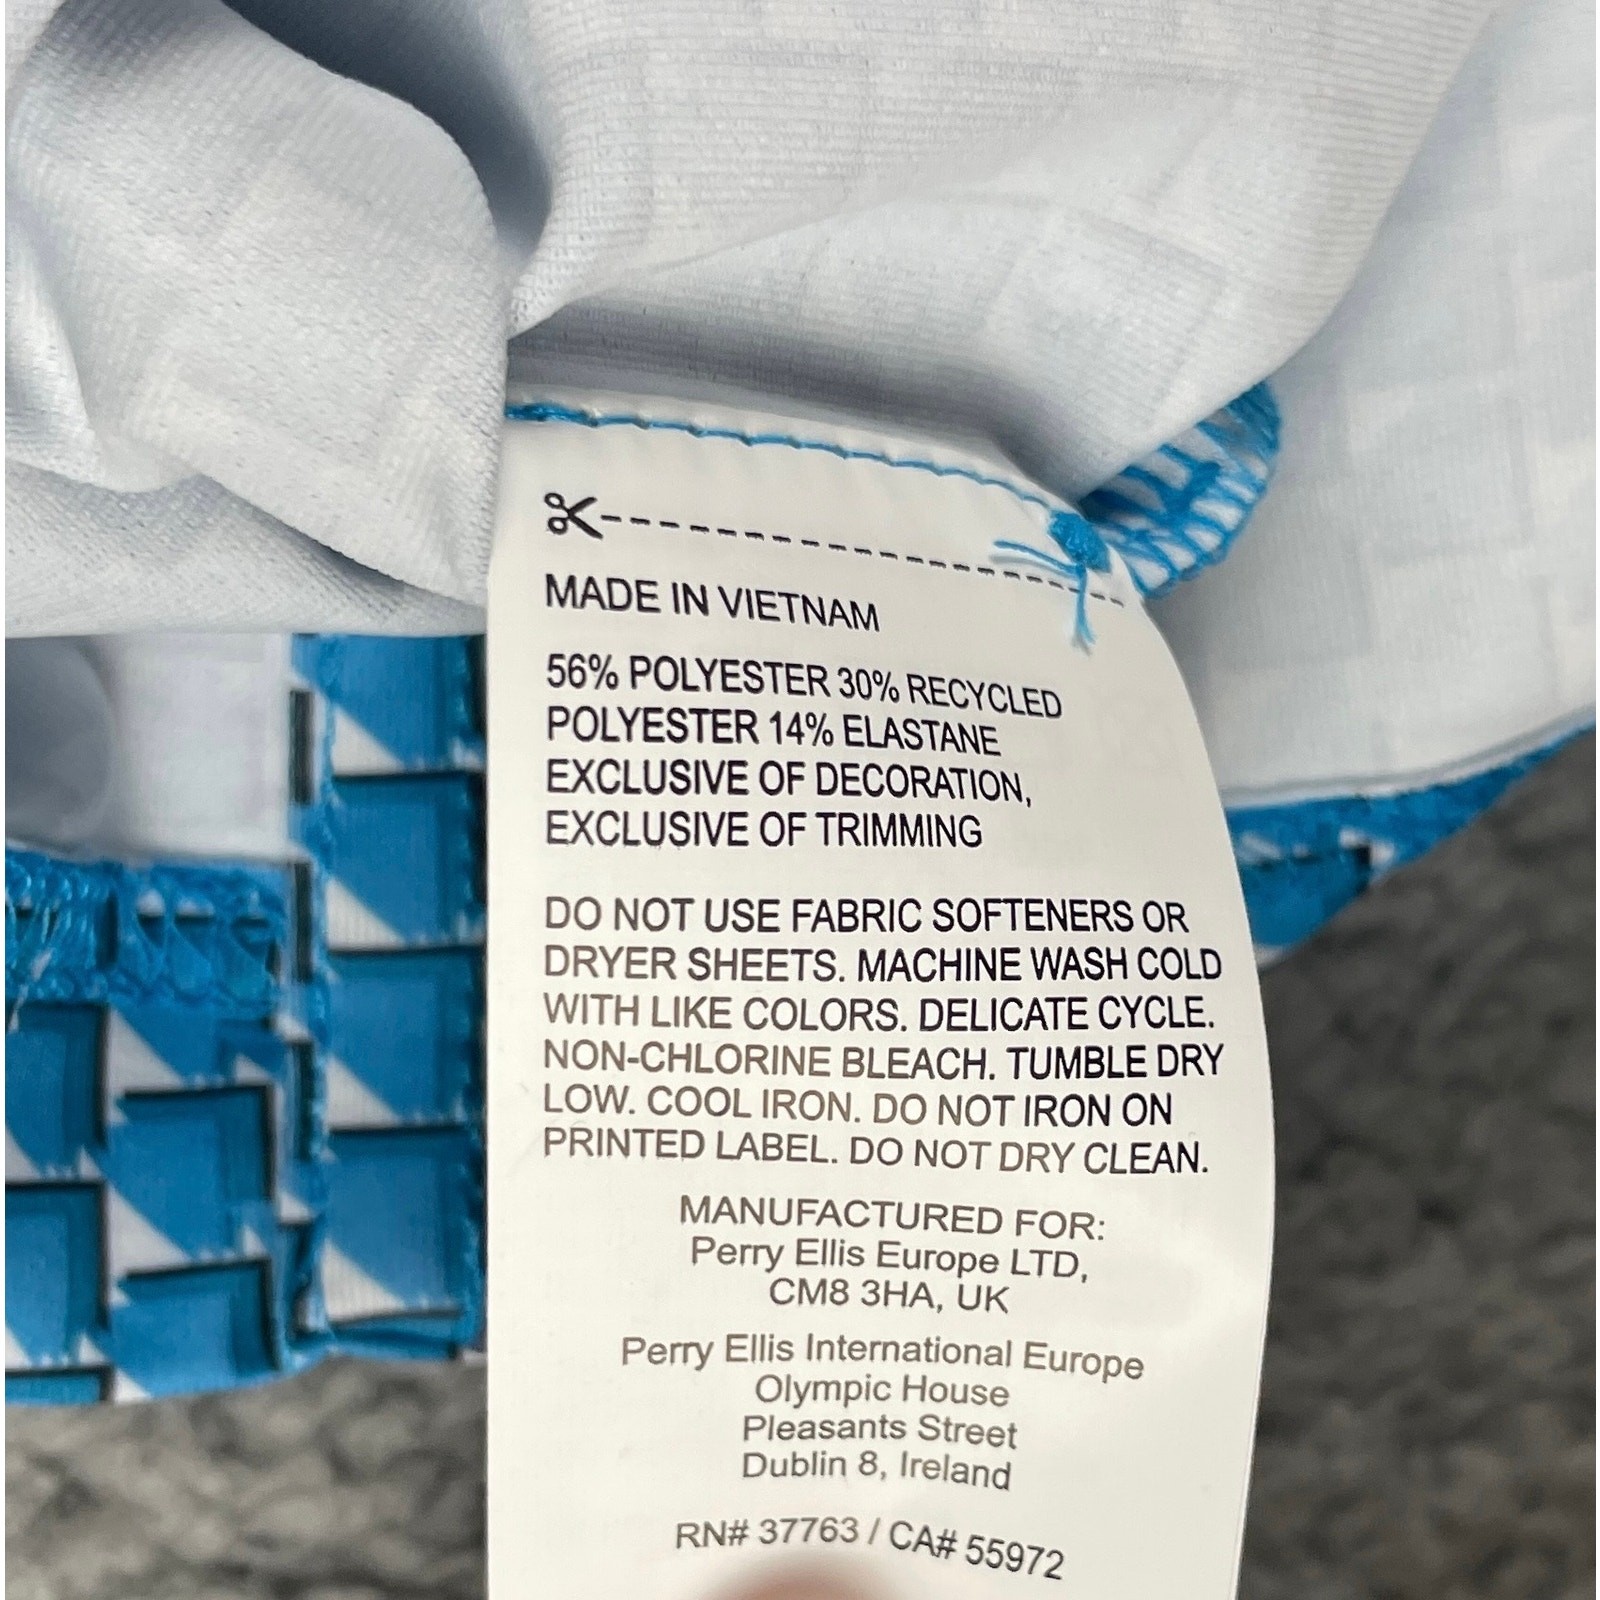 MADE IN VIETNAM
56% POLYESTER 30% RECYCLED
POLYESTER 14% ELASTANE
EXCLUSIVE OF DECORATION,
EXCLUSIVE OF TRIMMING
DO NOT USE FABRIC SOFTENERS OR
DRYER SHEETS. MACHINE WASH COLD
WITH LIKE COLORS. DELICATE CYCLE.
NON-CHLORINE BLEACH. TUMBLE DRY
LOW. COOL IRON. DO NOT IRON ON
PRINTED LABEL. DO NOT DRY CLEAN.
MANUFACTURED FOR:
Perry Ellis Europe LTD,
CM8 3HA, UK
Perry Ellis International Europe
Olympic House
Pleasants Street
Dublin 8, Ireland
RN# 37763 / CA# 55972